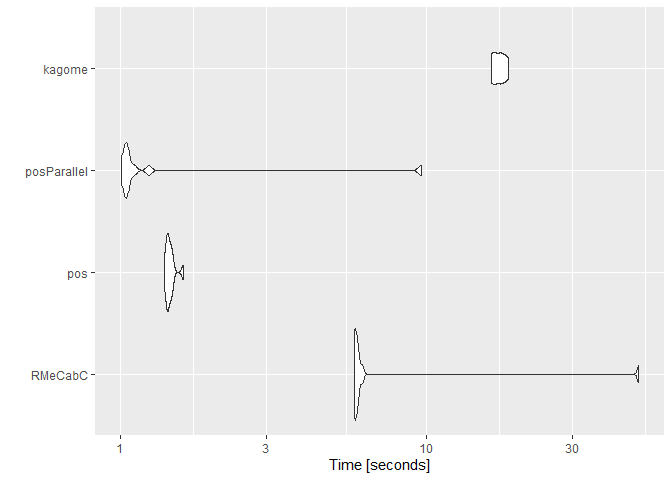 kagome
posParallel
pos
RMeCabC
1 3 10 30
Time [seconds]